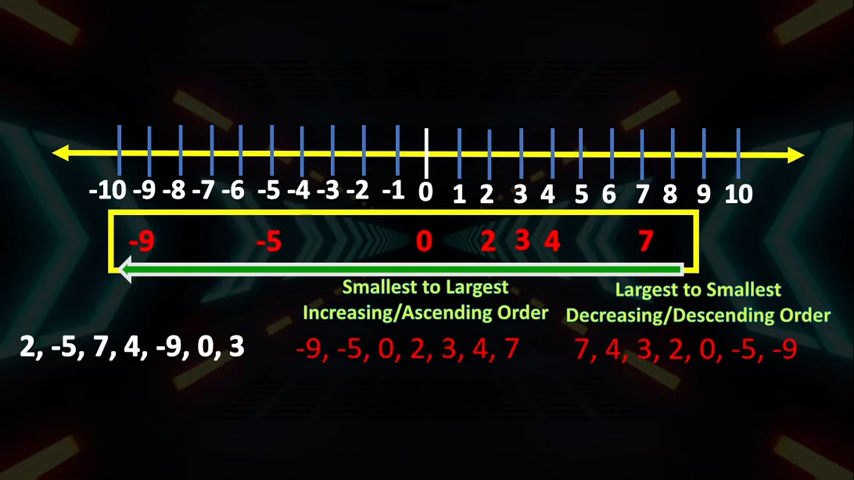 -10 -9 -8 -7 -6 -5 -4 -3 -2 -1 0 1 2 3 4 5 6 7 8 9 10
-9 -5 0 2 3 4 7
Smallest to Largest
Increasing/Ascending Order
Largest to Smallest
Decreasing/Descending Order
2, -5, 7, 4, -9, 0, 3
-9, -5, 0, 2, 3, 4, 7
7, 4, 3, 2, 0, -5, -9